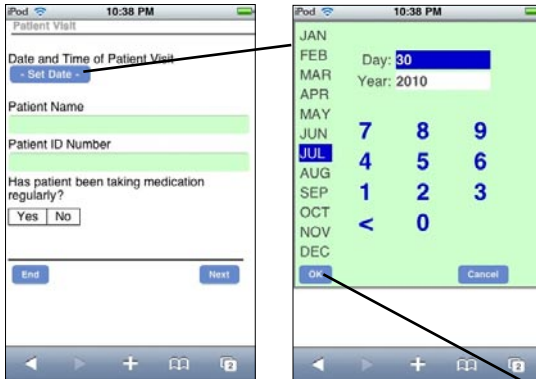 iPod 10:38 PM
Patient Visit
Date and Time of Patient Visit
- Set Date -
Patient Name
Patient ID Number
Has patient been taking medication
regularly?
Yes No
End Next
2
iPod 10:38 PM
JAN
FEB
MAR
APR
MAY
JUN
JUL
AUG
SEP
OCT
NOV
DEC
Day: 30
Year: 2010
7 8 9
4 5 6
1 2 3
< 0
OK Cancel
2